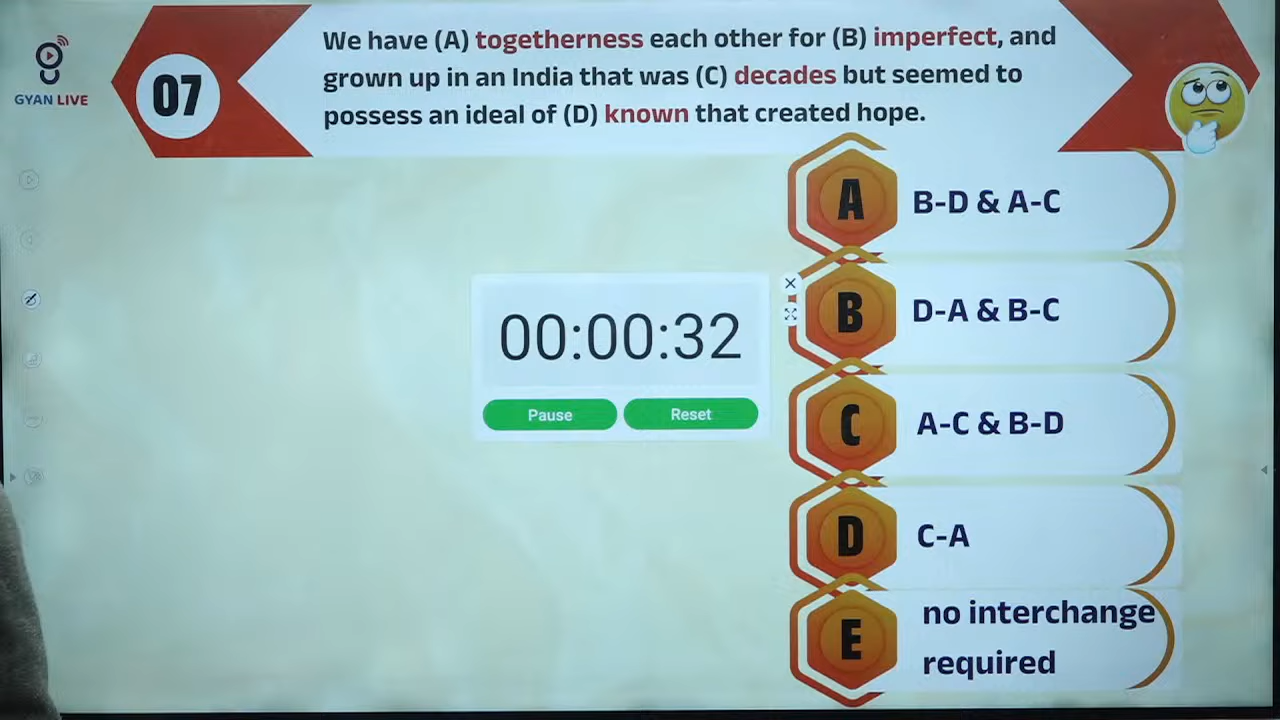 GYAN LIVE
07
We have (A) togetherness each other for (B) imperfect, and
grown up in an India that was (C) decades but seemed to
possess an ideal of (D) known that created hope.
A
B-D & A-C
B
D-A & B-C
C
A-C & B-D
D
C-A
E
no interchange
required
00:00:32
Pause
Reset